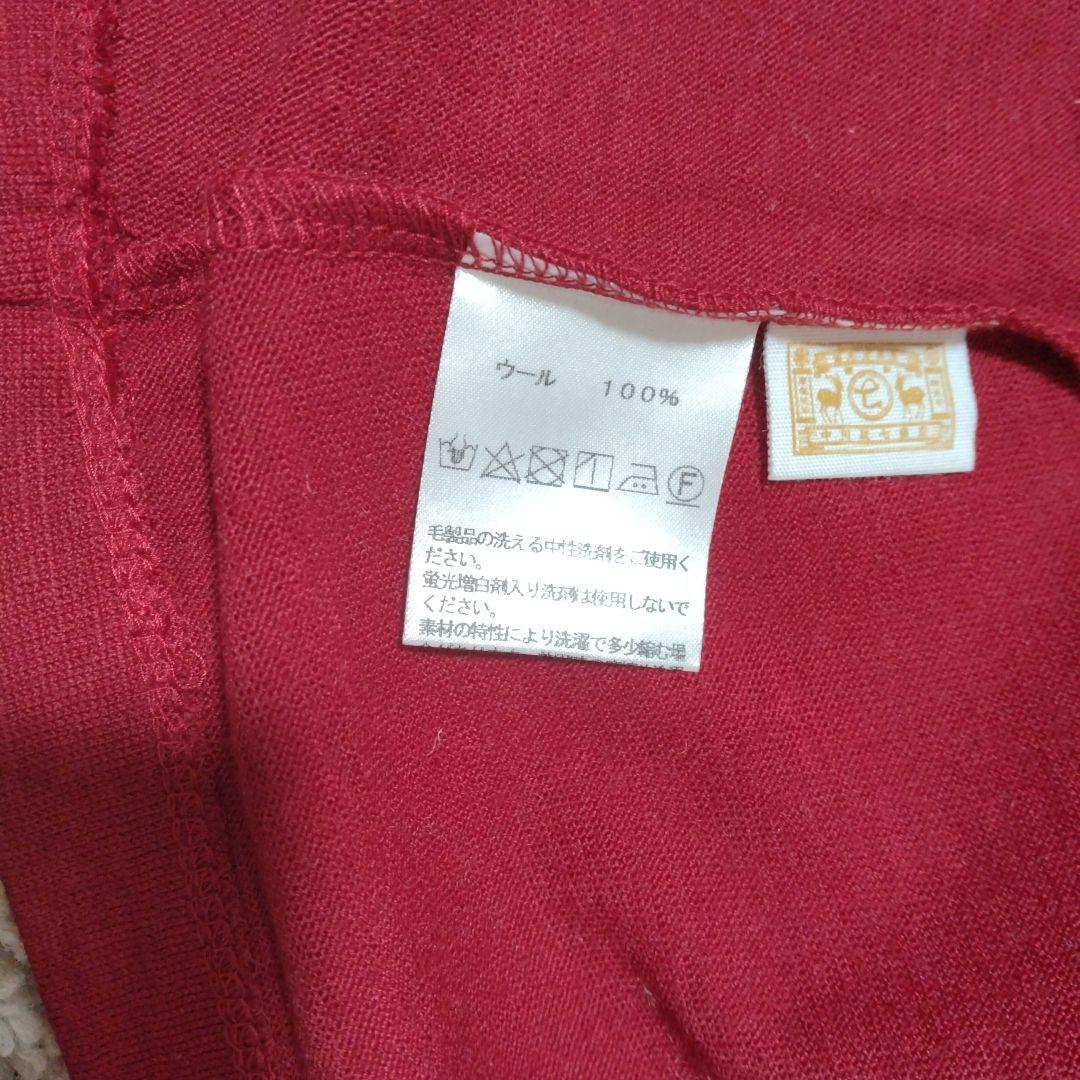 ウール 100%
F
毛製品の洗える中性洗剤をご使用く
ださい。
蛍光増白剤入り洗剤は使用しないで
ください。
素材の特性により洗濯で多少縮む場